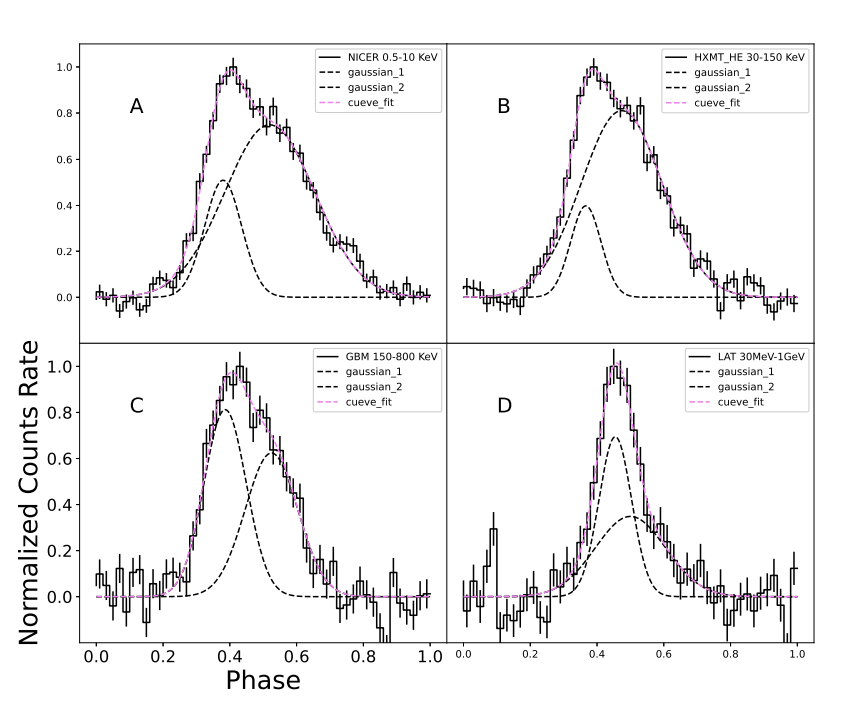 A
NICER 0.5-10 KeV
gaussian_1
gaussian_2
cueve_fit
1.0
0.8
0.6
0.4
0.2
0.0
B
HXMT_HE 30-150 KeV
gaussian_1
gaussian_2
cueve_fit
C
GBM 150-800 KeV
gaussian_1
gaussian_2
cueve_fit
1.0
0.8
0.6
0.4
0.2
0.0
0.0 0.2 0.4 0.6 0.8 1.0
D
LAT 30MeV-1GeV
gaussian_1
gaussian_2
cueve_fit
0.0 0.2 0.4 0.6 0.8 1.0
Normalized Counts Rate
Phase